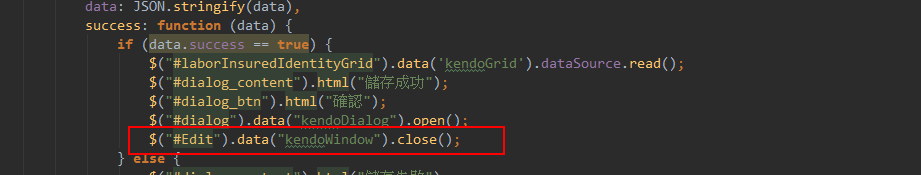 data: JSON.stringify(data),
success: function (data) {
if (data.success == true) {
$("#laborInsuredIdentityGrid").data('kendoGrid').dataSource.read();
$("#dialog_content").html("儲存成功");
$("#dialog_btn").html("確認");
$("#dialog").data("kendoDialog").open();
$("#Edit").data("kendoWindow").close();
} else {